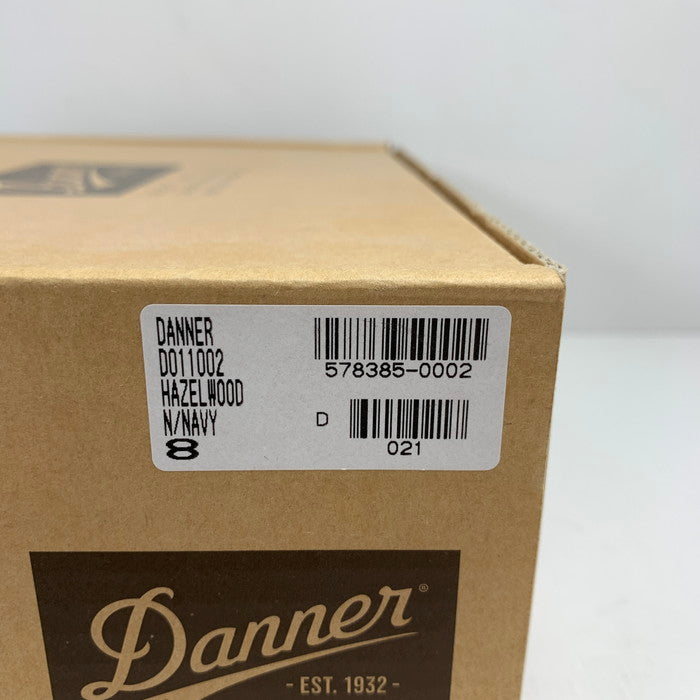 DANNER
D011002
HAZELWOOD
N/NAVY
8
578385-0002
D
021
Danner®
- EST. 1932 -